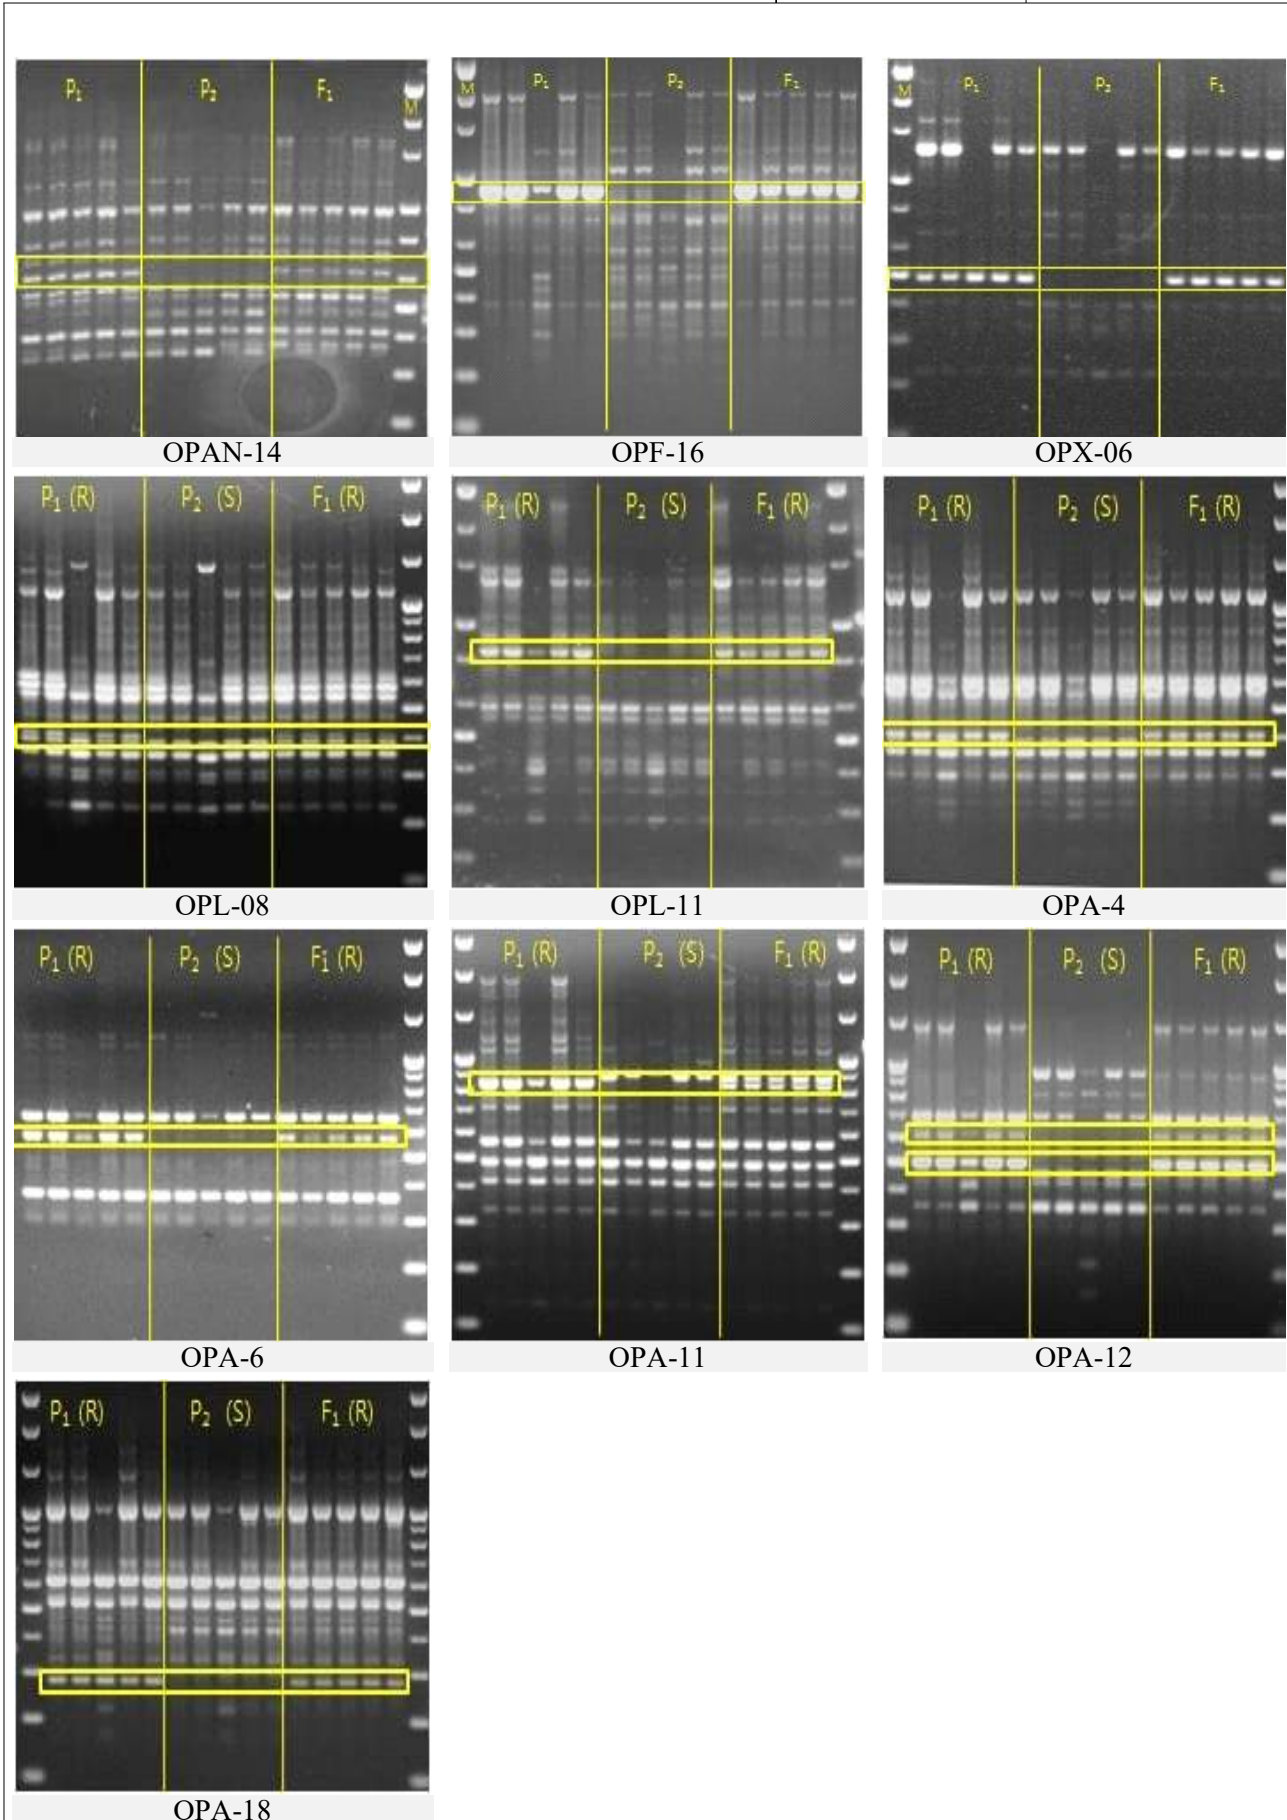 P₁ P₂ F₁ M
M P₁ P₂ F₁
M P₁ P₂ F₁
OPAN-14 OPF-16 OPX-06
P₁ (R) P₂ (S) F₁ (R)
P₁ (R) P₂ (S) F₁ (R)
P₁ (R) P₂ (S) F₁ (R)
OPL-08 OPL-11 OPA-4
P₁ (R) P₂ (S) F₁ (R)
P₁ (R) P₂ (S) F₁ (R)
P₁ (R) P₂ (S) F₁ (R)
OPA-6 OPA-11 OPA-12
P₁ (R) P₂ (S) F₁ (R)
OPA-18